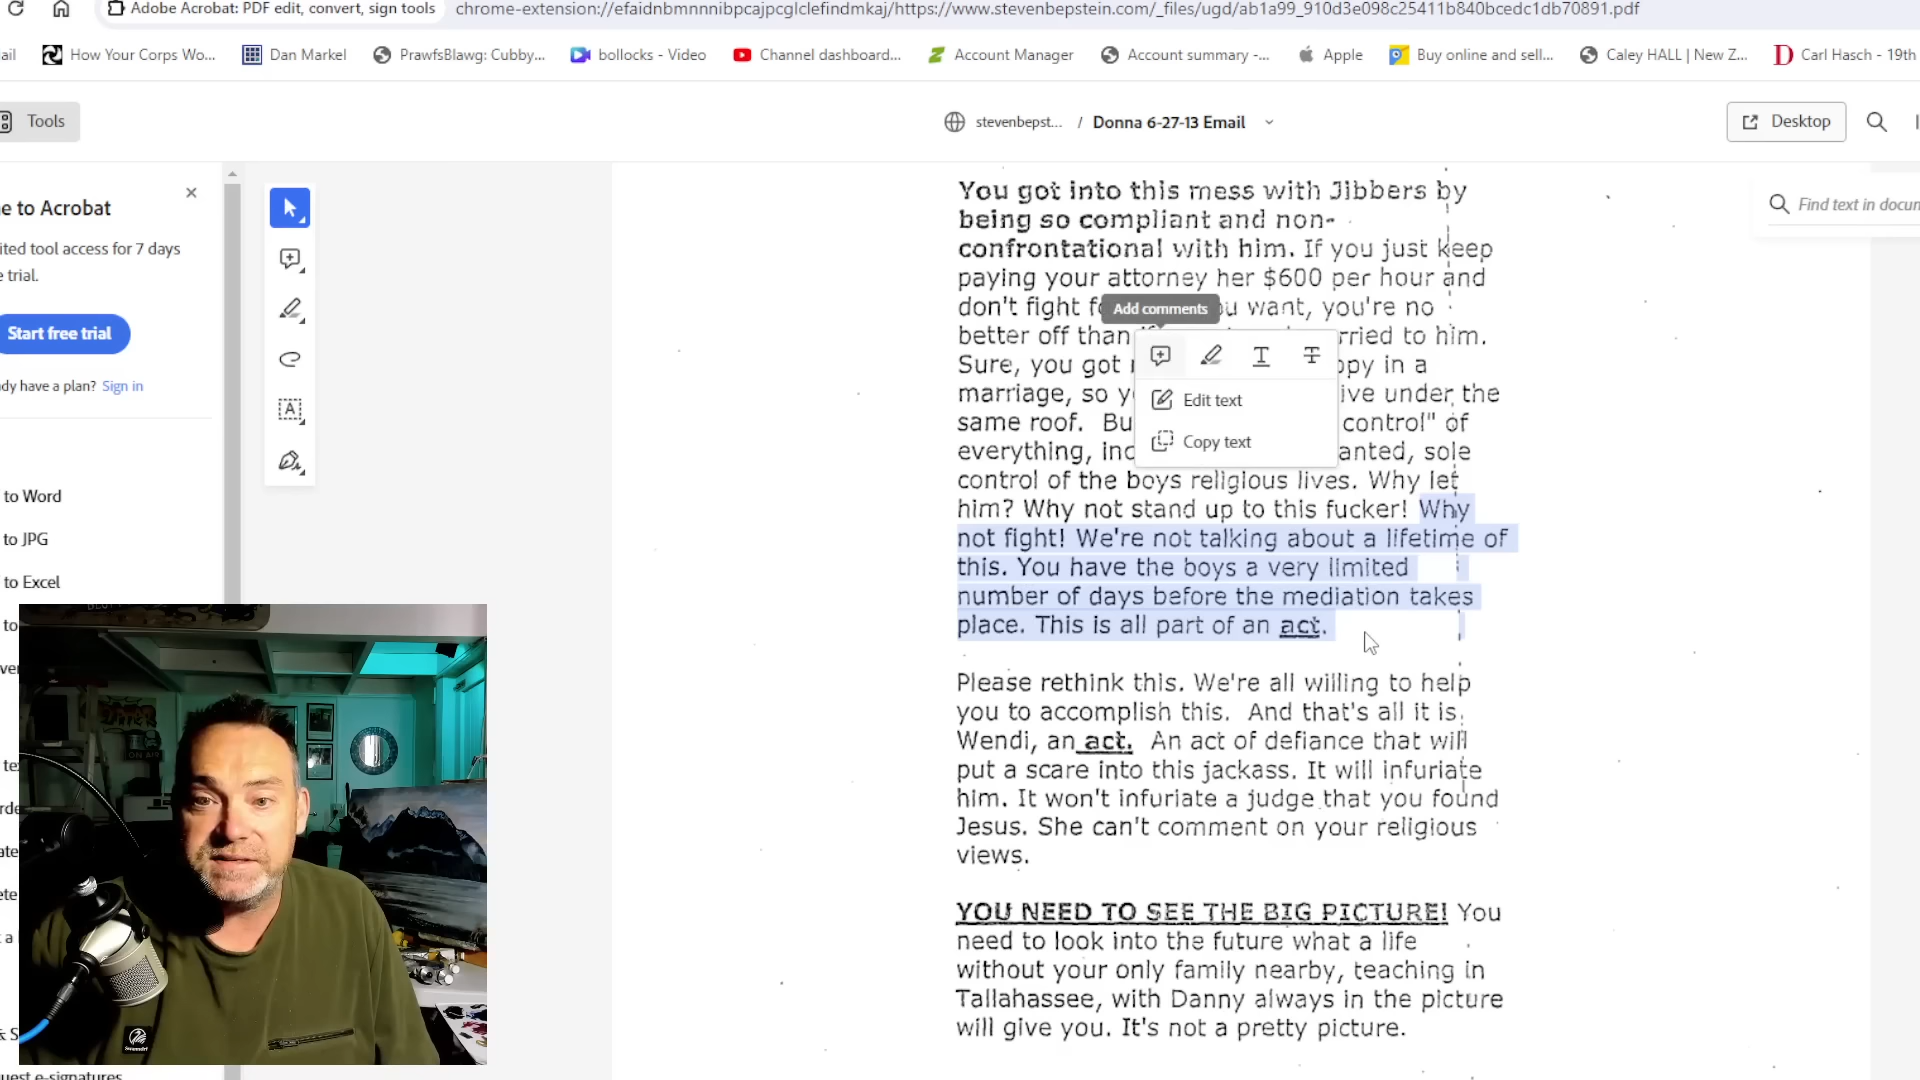 Adobe Acrobat: PDF edit, convert, sign tools
chrome-extension://efaidnbmnnnibpcajpcglclefindmkaj/https://www.stevenbepstein.com/_files/ugd/ab1a99_910d3e098c25411b840bcedc1db70891.pdf
ail
How Your Corps Wo...
Dan Markel
PrawfsBlawg: Cubby...
bollocks - Video
Channel dashboard...
Account Manager
Account summary -...
Apple
Buy online and sell...
Caley HALL | New Z...
Carl Hasch - 19th
Tools
stevenbepst... / Donna 6-27-13 Email
Desktop
Find text in docun
e to Acrobat
ited tool access for 7 days
e trial.
Start free trial
dy have a plan? Sign in
to Word
to JPG
to Excel
to
ver
te
rde
ate
ete
t a
& S
uest e-signatures
You got into this mess with Jibbers by
being so compliant and non-
confrontational with him. If you just keep
paying your attorney her $600 per hour and
don't fight f u want, you're no
better off than rried to him.
Sure, you got py in a
marriage, so y ive under the
same roof. Bu control" of
everything, inc anted, sole
control of the boys religious lives. Why let
him? Why not stand up to this fucker! Why
not fight! We're not talking about a lifetime of
this. You have the boys a very limited
number of days before the mediation takes
place. This is all part of an act.
Add comments
Edit text
Copy text
Please rethink this. We're all willing to help
you to accomplish this. And that's all it is,
Wendi, an act. An act of defiance that will
put a scare into this jackass. It will infuriate
him. It won't infuriate a judge that you found
Jesus. She can't comment on your religious
views.
YOU NEED TO SEE THE BIG PICTURE! You
need to look into the future what a life
without your only family nearby, teaching in
Tallahassee, with Danny always in the picture
will give you. It's not a pretty picture.
ON AIR